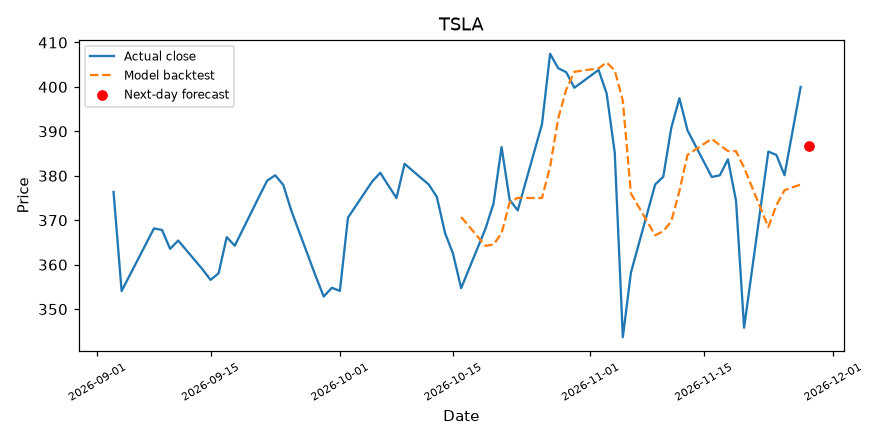 TSLA
Actual close
Model backtest
Next-day forecast
Price
410
400
390
380
370
360
350
2026-09-01
2026-09-15
2026-10-01
2026-10-15
2026-11-01
2026-11-15
2026-12-01
Date